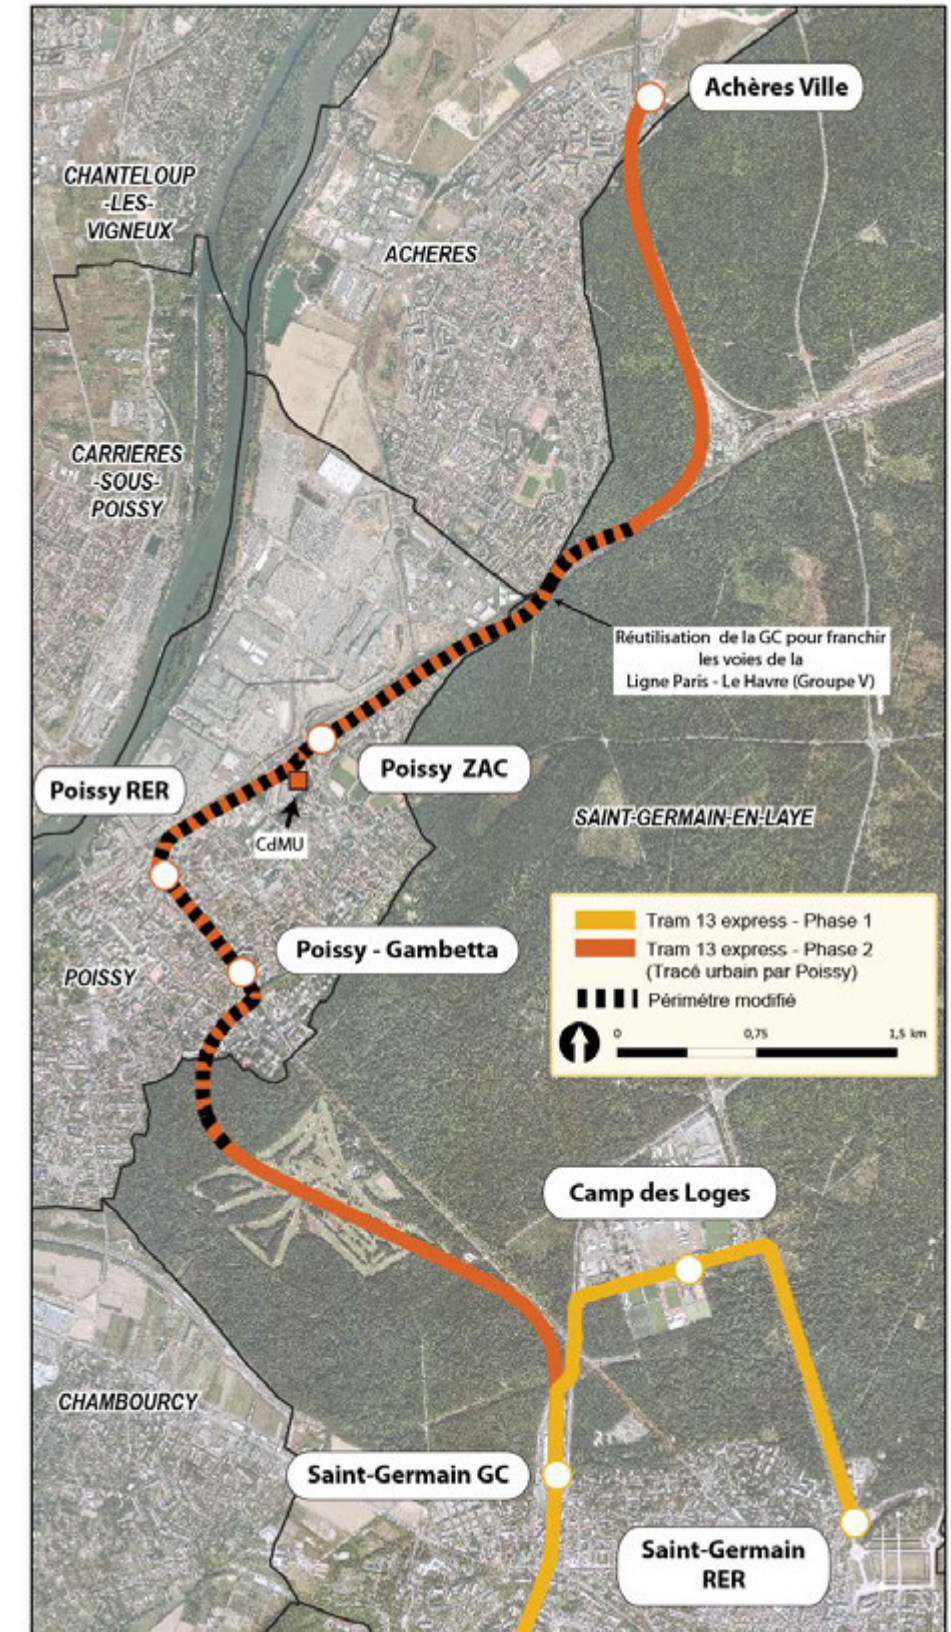 Achères Ville
CHANTELOUP
-LES-
VIGNEUX
ACHERES
CARRIERES
-SOUS-
POISSY
Réutilisation de la GC pour franchir
les voies de la
Ligne Paris - Le Havre (Groupe V)
Poissy ZAC
Poissy RER
SAINT-GERMAIN-EN-LAYE
CdMU
Poissy - Gambetta
POISSY
Tram 13 express - Phase 1
Tram 13 express - Phase 2
(Tracé urbain par Poissy)
Périmétre modifié
0 0,75 1,5 km
Camp des Loges
CHAMBOURCY
Saint-Germain GC
Saint-Germain
RER